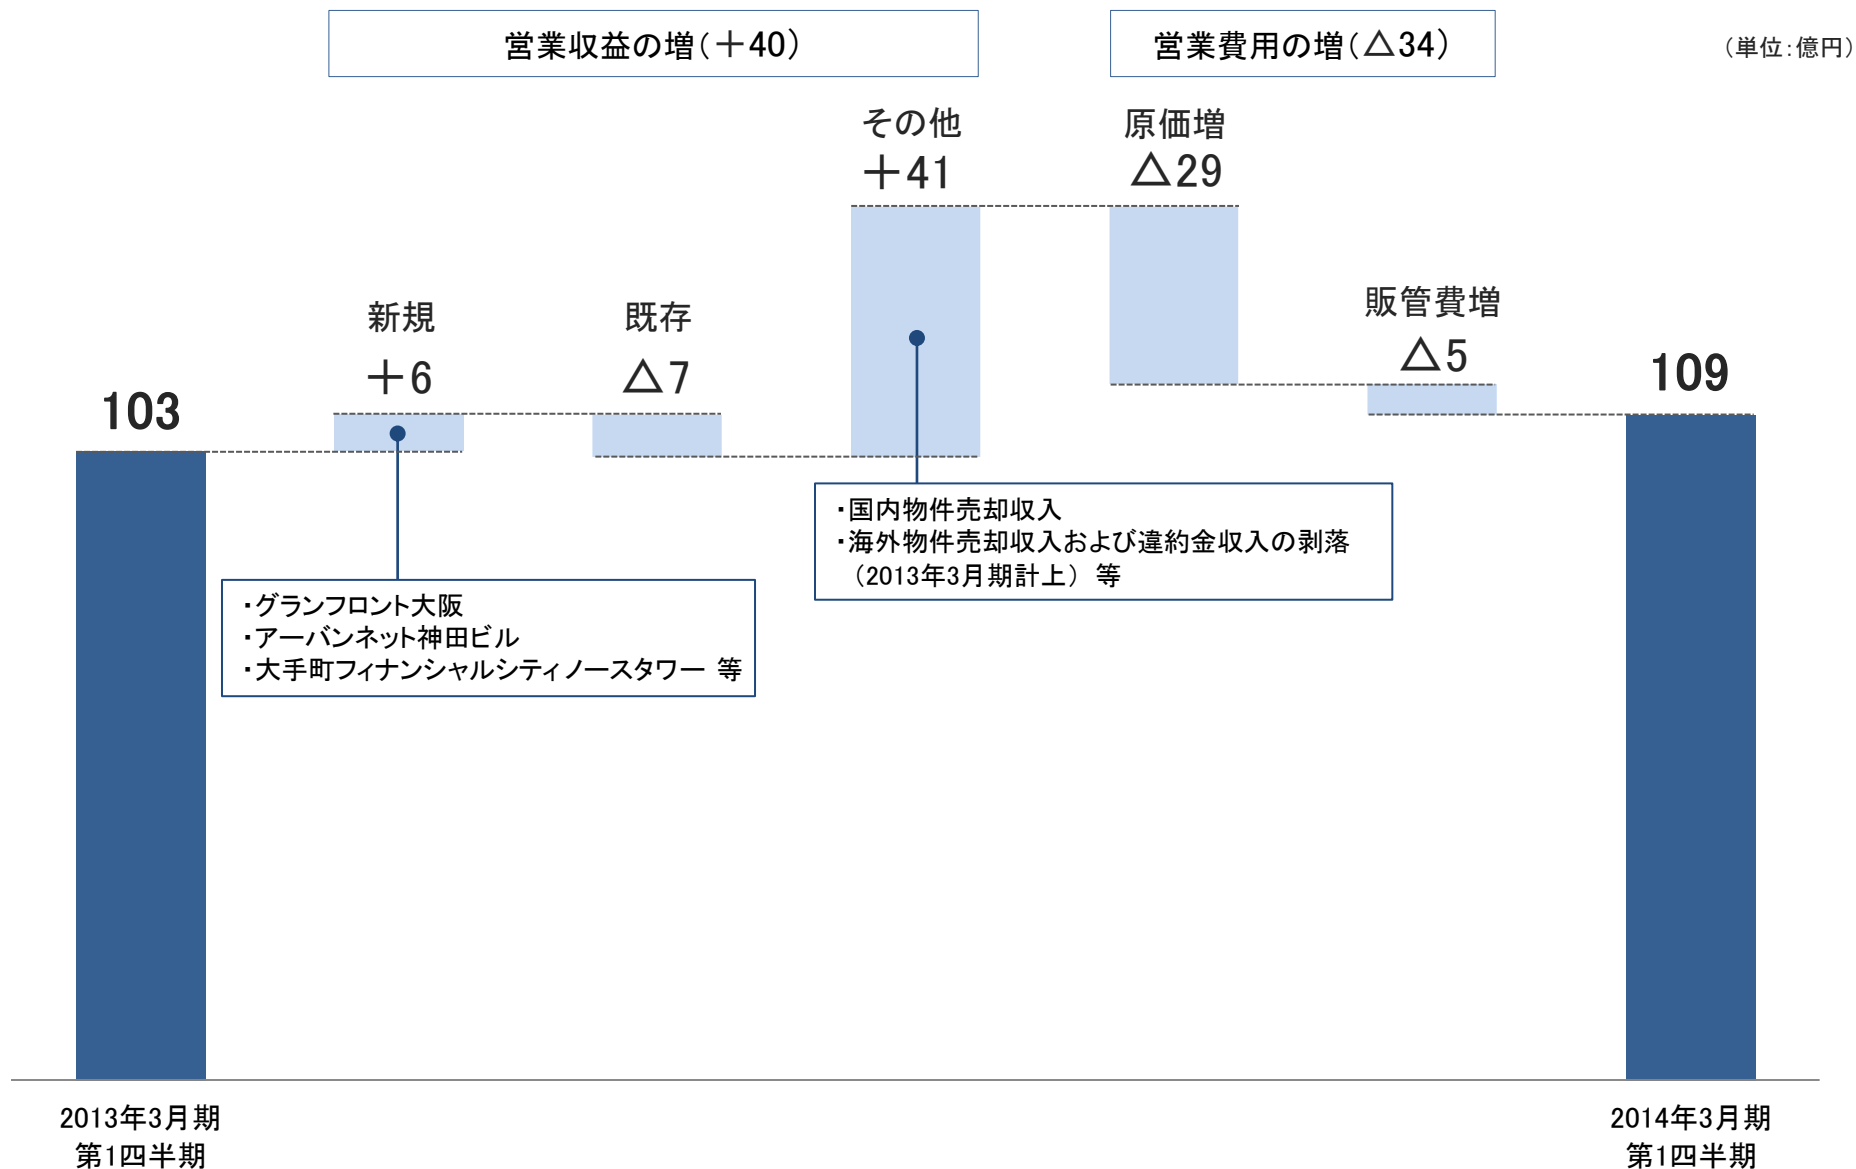 営業収益の増(＋40)
営業費用の増(△34)
(単位:億円)
103
新規
＋6
既存
△7
その他
＋41
原価増
△29
販管費増
△5
109
・国内物件売却収入
・海外物件売却収入および違約金収入の剥落
(2013年3月期計上) 等
・グランフロント大阪
・アーバンネット神田ビル
・大手町フィナンシャルシティノースタワー 等
2013年3月期
第1四半期
2014年3月期
第1四半期